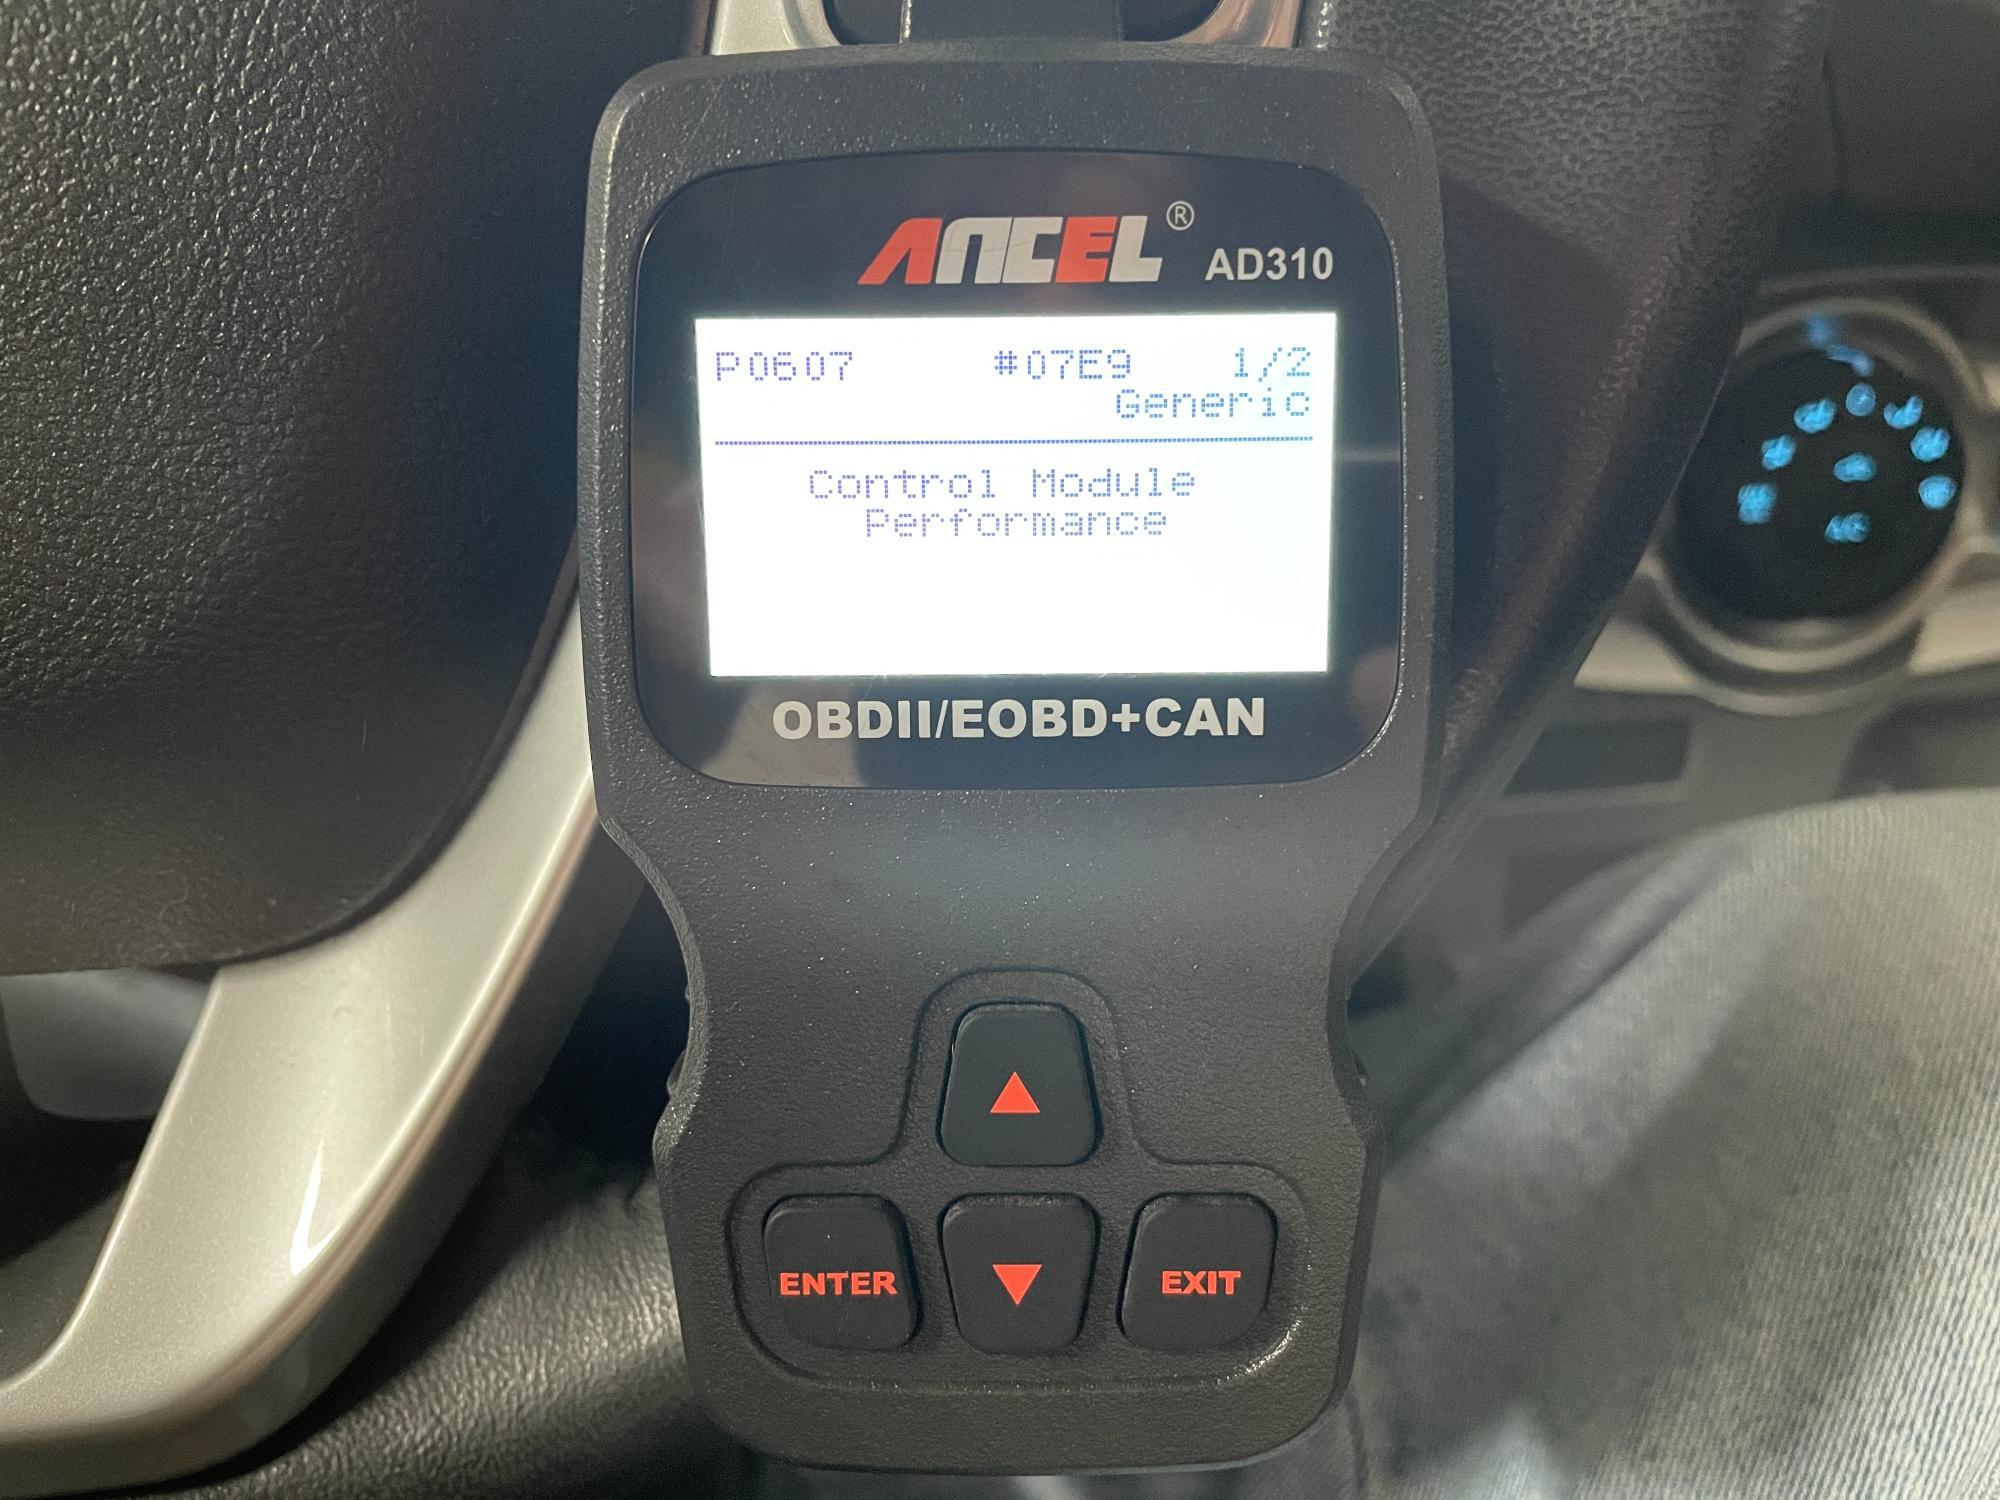 ANCEL® AD310
P0607 #07E9 1/2
Generic
Control Module
Performance
OBDII/EOBD+CAN
ENTER
EXIT